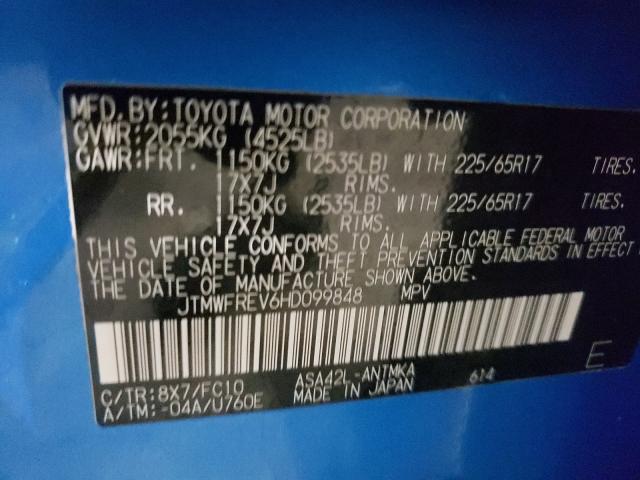 MFD.BY:TOYOTA MOTOR CORPORATION
GVWR:2055KG (4525LB)
GAWR:FRT. 1150KG (2535LB) WITH 225/65R17 TIRES.
17X7J RIMS.
RR. 1150KG (2535LB) WITH 225/65R17 TIRES.
17X7J RIMS.
THIS VEHICLE CONFORMS TO ALL APPLICABLE FEDERAL MOTOR
VEHICLE SAFETY AND THEFT PREVENTION STANDARDS IN EFFECT
THE DATE OF MANUFACTURE SHOWN ABOVE.
JTMWFREV6HD099848 MPV
E
C/TR:8X7/FC10 ASA42L-ANTMKA 614
A/TM:-04A/U760E MADE IN JAPAN